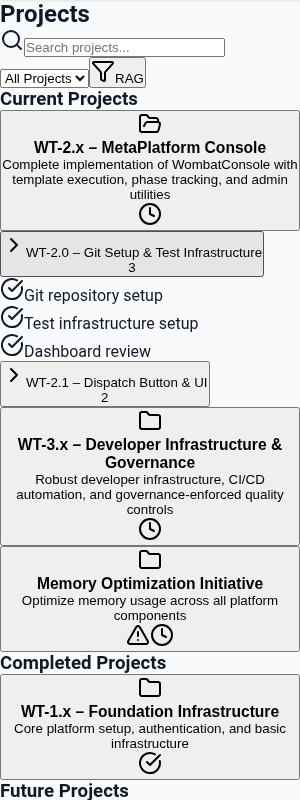 Projects
Search projects...
All Projects RAG
Current Projects
WT-2.x – MetaPlatform Console
Complete implementation of WombatConsole with
template execution, phase tracking, and admin
utilities
WT-2.0 – Git Setup & Test Infrastructure
3
Git repository setup
Test infrastructure setup
Dashboard review
WT-2.1 – Dispatch Button & UI
2
WT-3.x – Developer Infrastructure &
Governance
Robust developer infrastructure, CI/CD
automation, and governance-enforced quality
controls
Memory Optimization Initiative
Optimize memory usage across all platform
components
Completed Projects
WT-1.x – Foundation Infrastructure
Core platform setup, authentication, and basic
infrastructure
Future Projects